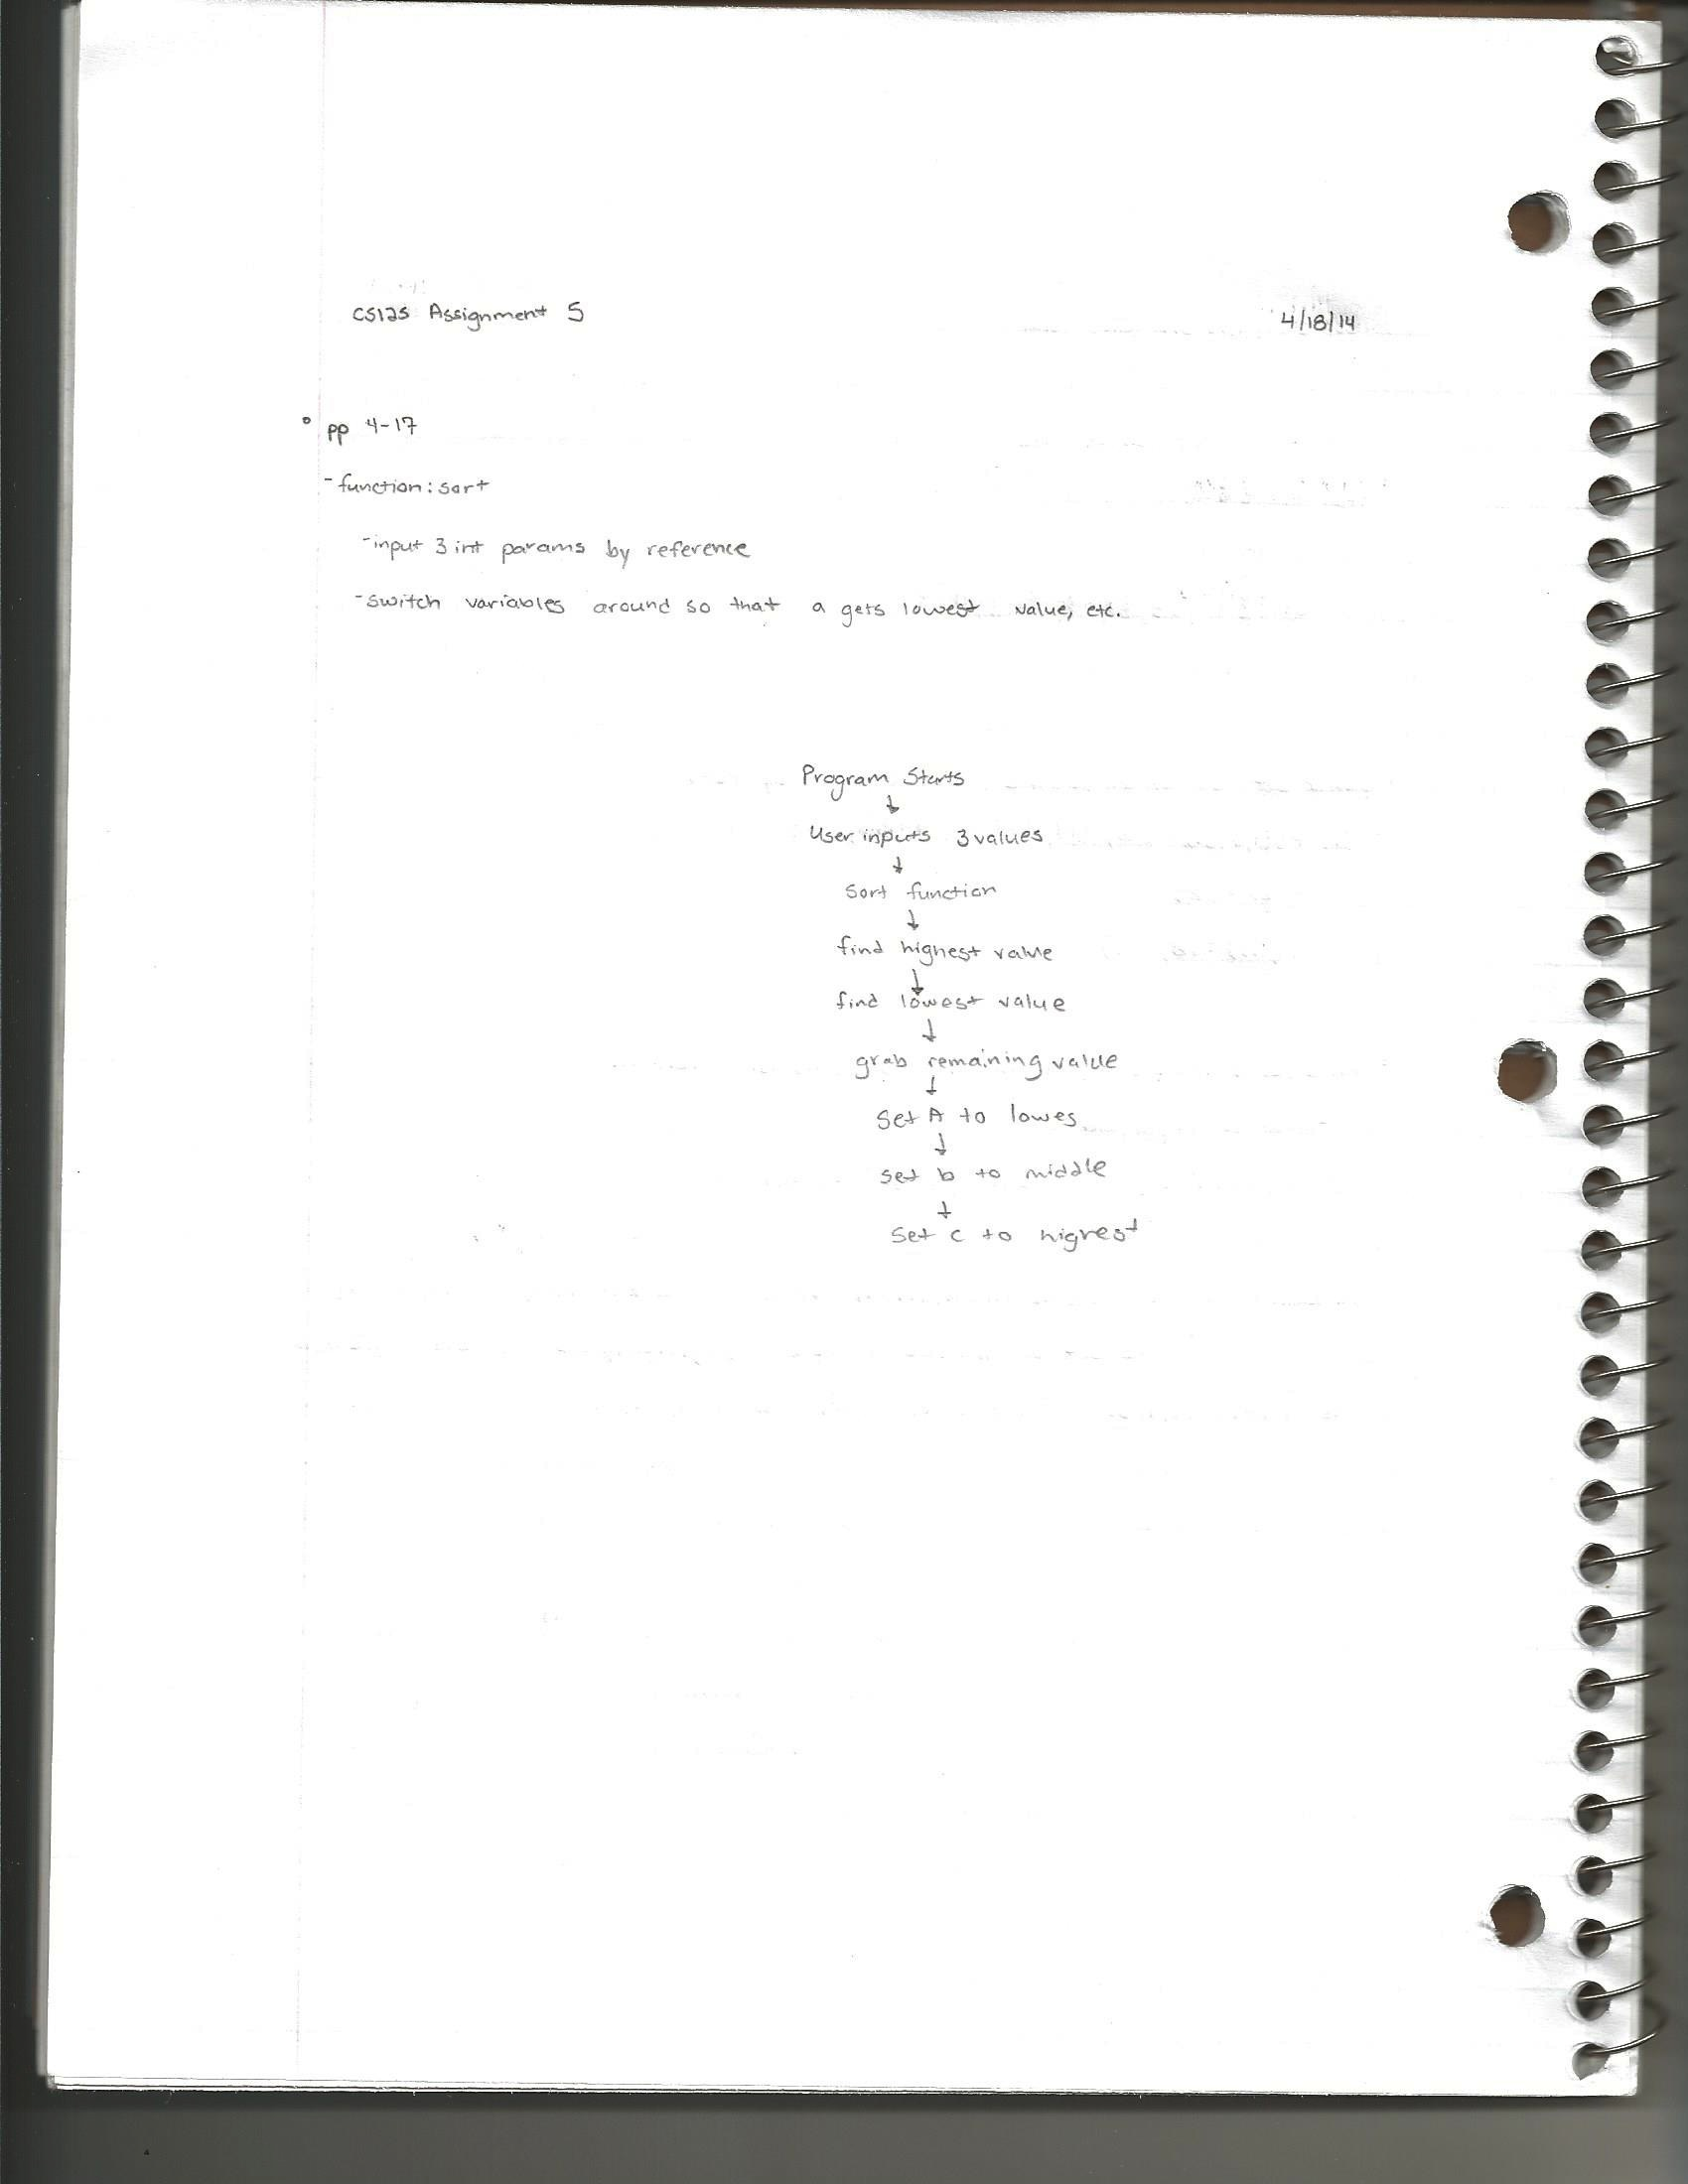 CS125 Assignment 5
4/18/14
° pp 4-17
- function: sort
- input 3 int params by reference
- switch variables around so that a gets lowest value, etc.
Program Starts
↓
User inputs 3 values
↓
Sort function
↓
find highest value
↓
find lowest value
↓
grab remaining value
↓
Set A to lowes
↓
Set b to middle
↓
Set c to highest